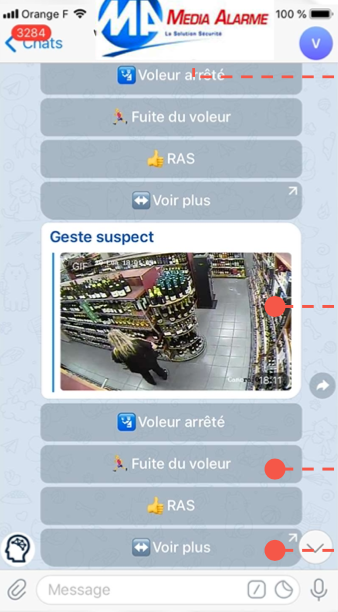 Orange F
100 %
3284
Chats
MA MEDIA ALARME
La Solution Sécurité
V
Voleur arrêté
Fuite du voleur
RAS
Voir plus
Geste suspect
GIF
18:11
Voleur arrêté
Fuite du voleur
RAS
Voir plus
Message